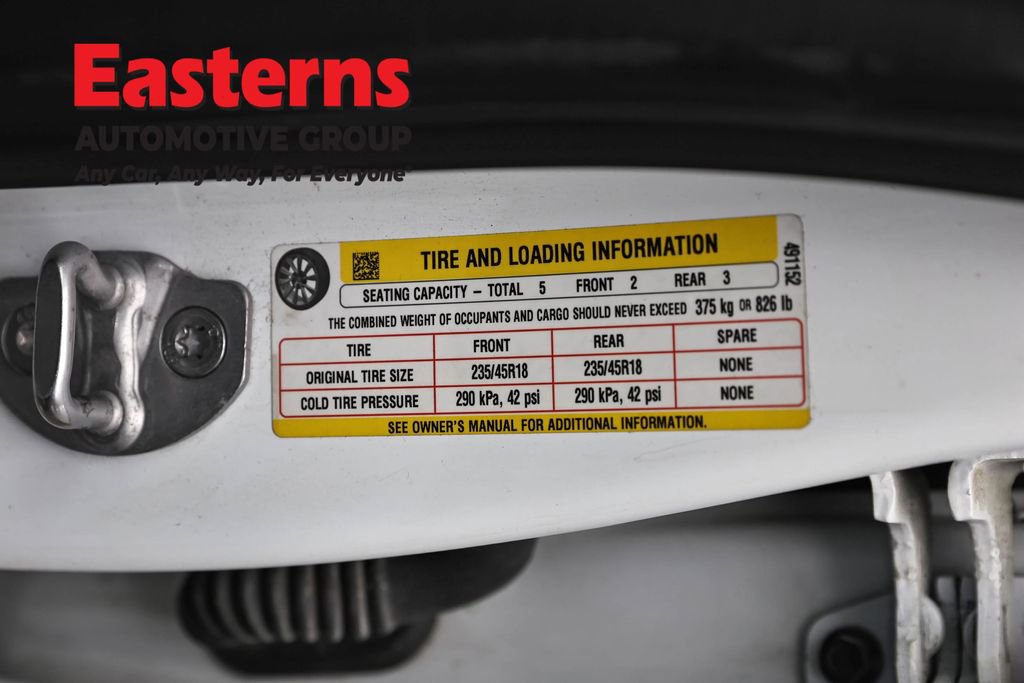 Easterns
AUTOMOTIVE GROUP
Any Car, Any Way, For Everyone®
TIRE AND LOADING INFORMATION
491152
SEATING CAPACITY – TOTAL 5 FRONT 2 REAR 3
THE COMBINED WEIGHT OF OCCUPANTS AND CARGO SHOULD NEVER EXCEED 375 kg OR 826 lb
TIRE FRONT REAR SPARE
ORIGINAL TIRE SIZE 235/45R18 235/45R18 NONE
COLD TIRE PRESSURE 290 kPa, 42 psi 290 kPa, 42 psi NONE
SEE OWNER'S MANUAL FOR ADDITIONAL INFORMATION.